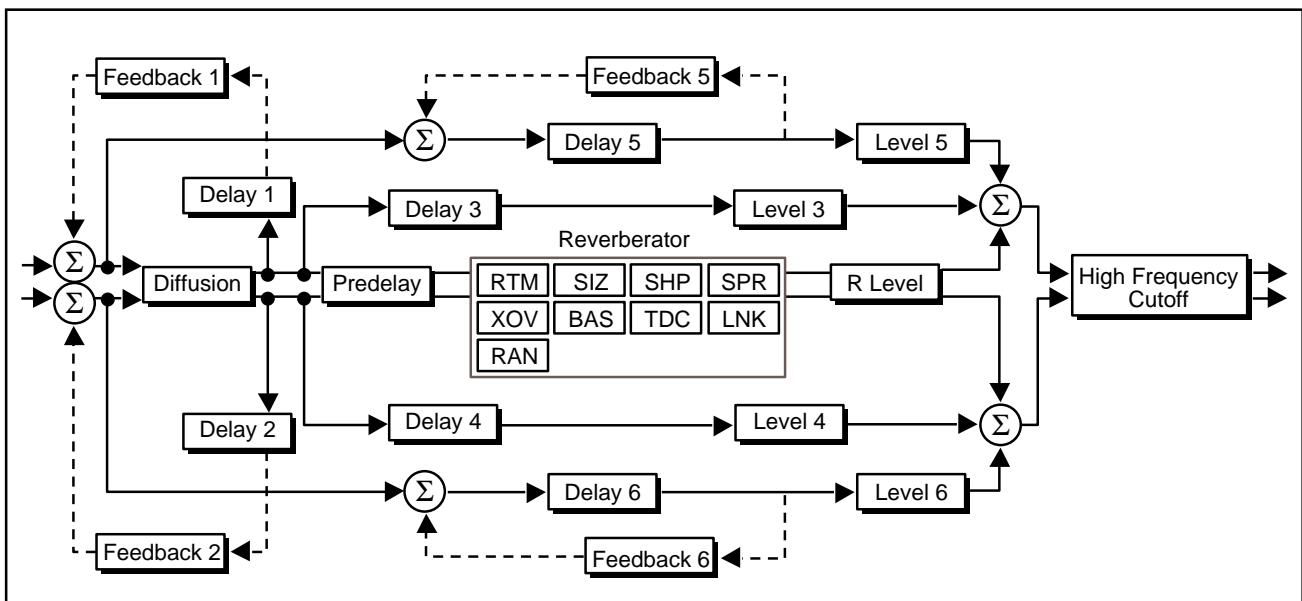 Feedback 1
Feedback 5
Σ
Delay 5
Level 5
Delay 1
Delay 3
Level 3
Σ
Σ
Reverberator
Diffusion
Predelay
RTM SIZ SHP SPR
R Level
High Frequency
Cutoff
Σ
XOV BAS TDC LNK
RAN
Delay 2
Delay 4
Level 4
Σ
Σ
Delay 6
Level 6
Feedback 2
Feedback 6